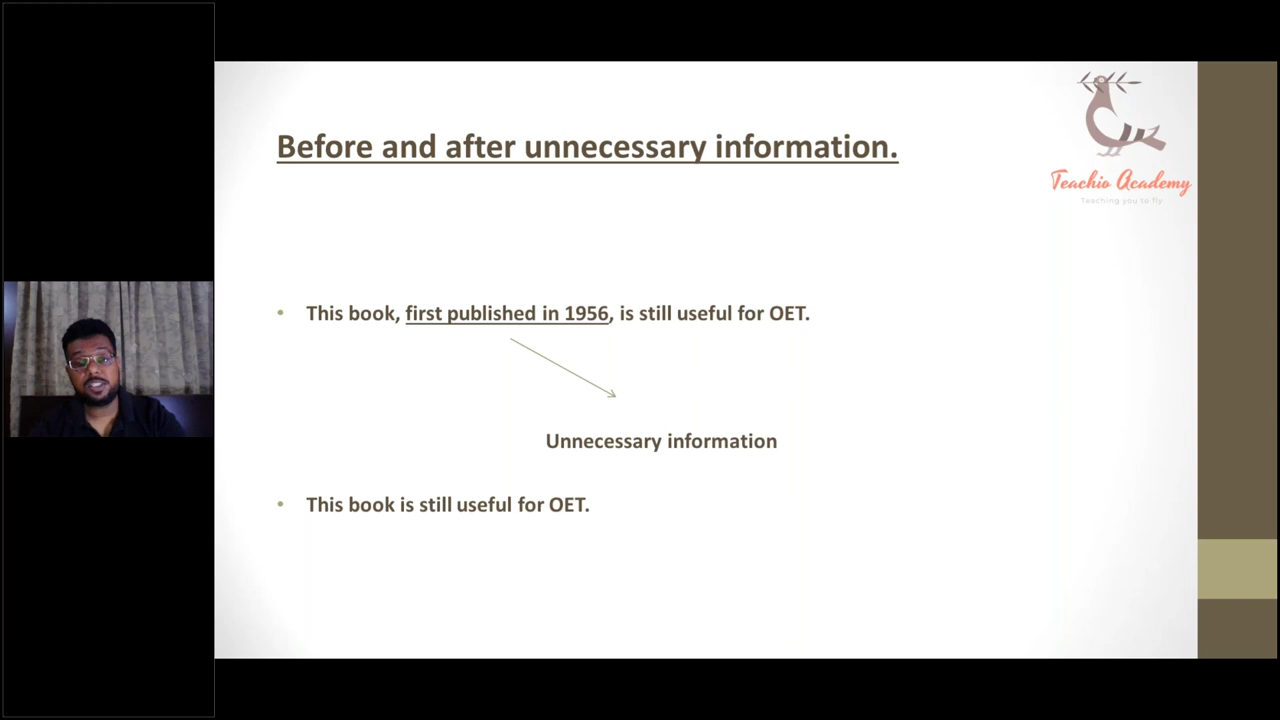 Before and after unnecessary information.
Teachio Academy
Teaching you to fly
• This book, first published in 1956, is still useful for OET.
Unnecessary information
• This book is still useful for OET.